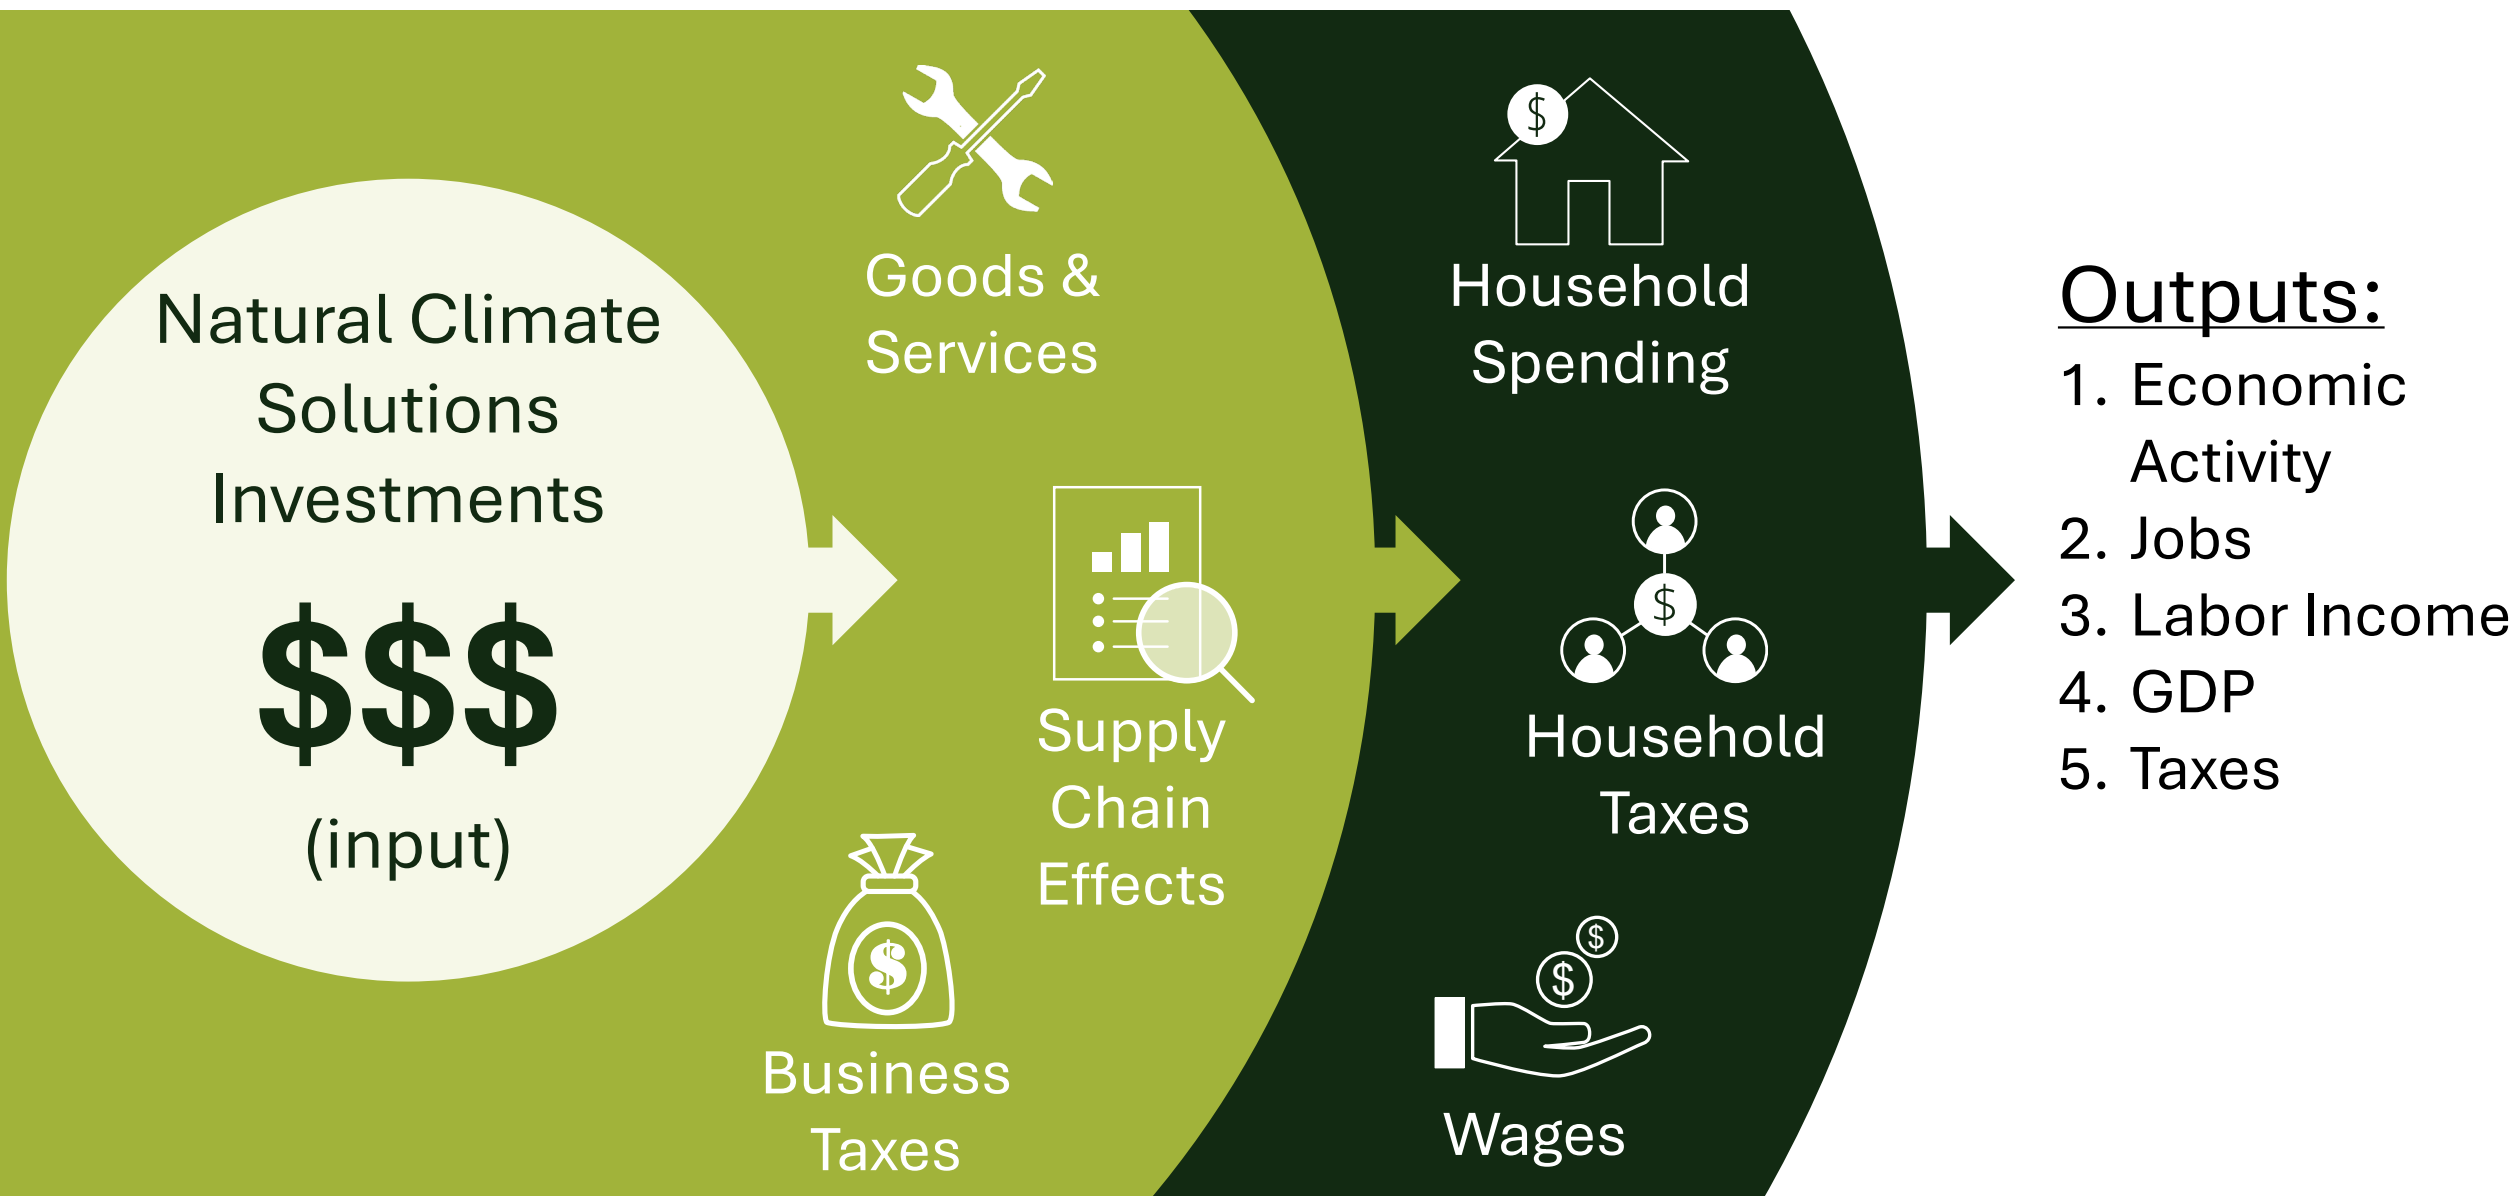 Natural Climate
Solutions
Investments
$$$
(input)
Goods &
Services
Supply
Chain
Effects
$
Business
Taxes
$
Household
Spending
$
Household
Taxes
$
$
Wages
Outputs:
1. Economic
Activity
2. Jobs
3. Labor Income
4. GDP
5. Taxes